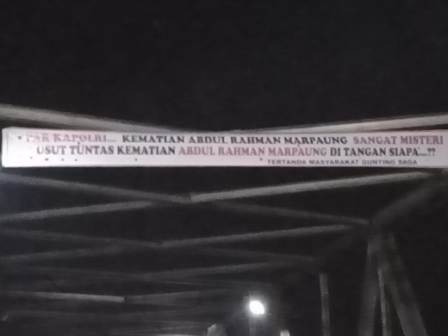 PAK KAPOLRI.... KEMATIAN ABDUL RAHMAN MARPAUNG SANGAT MISTERI
USUT TUNTAS KEMATIAN ABDUL RAHMAN MARPAUNG DI TANGAN SIAPA....??
TERTANDA MASYARAKAT GUNTING SAGA